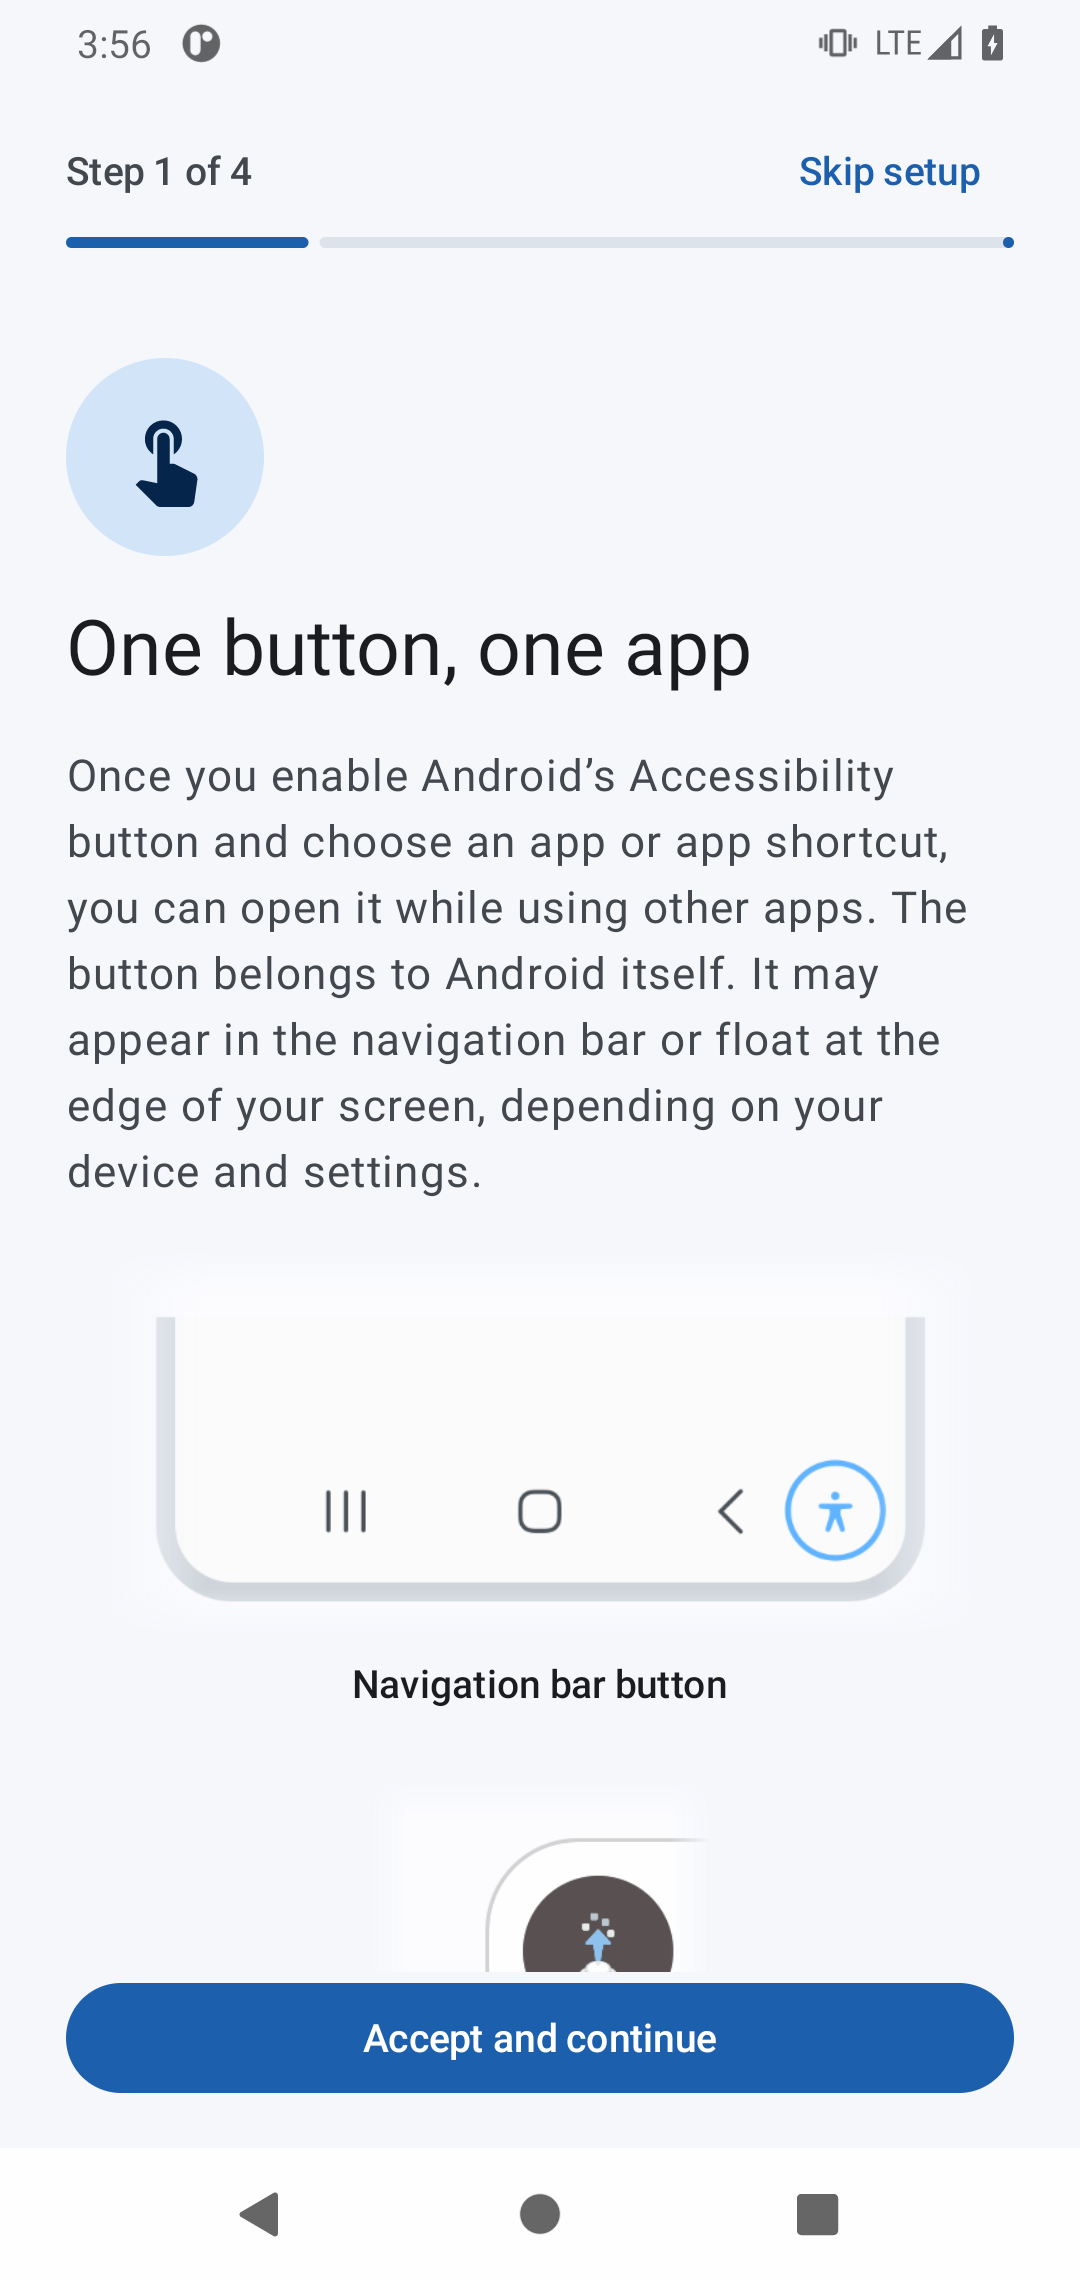 3:56
LTE
Step 1 of 4
Skip setup
One button, one app
Once you enable Android’s Accessibility
button and choose an app or app shortcut,
you can open it while using other apps. The
button belongs to Android itself. It may
appear in the navigation bar or float at the
edge of your screen, depending on your
device and settings.
Navigation bar button
Accept and continue